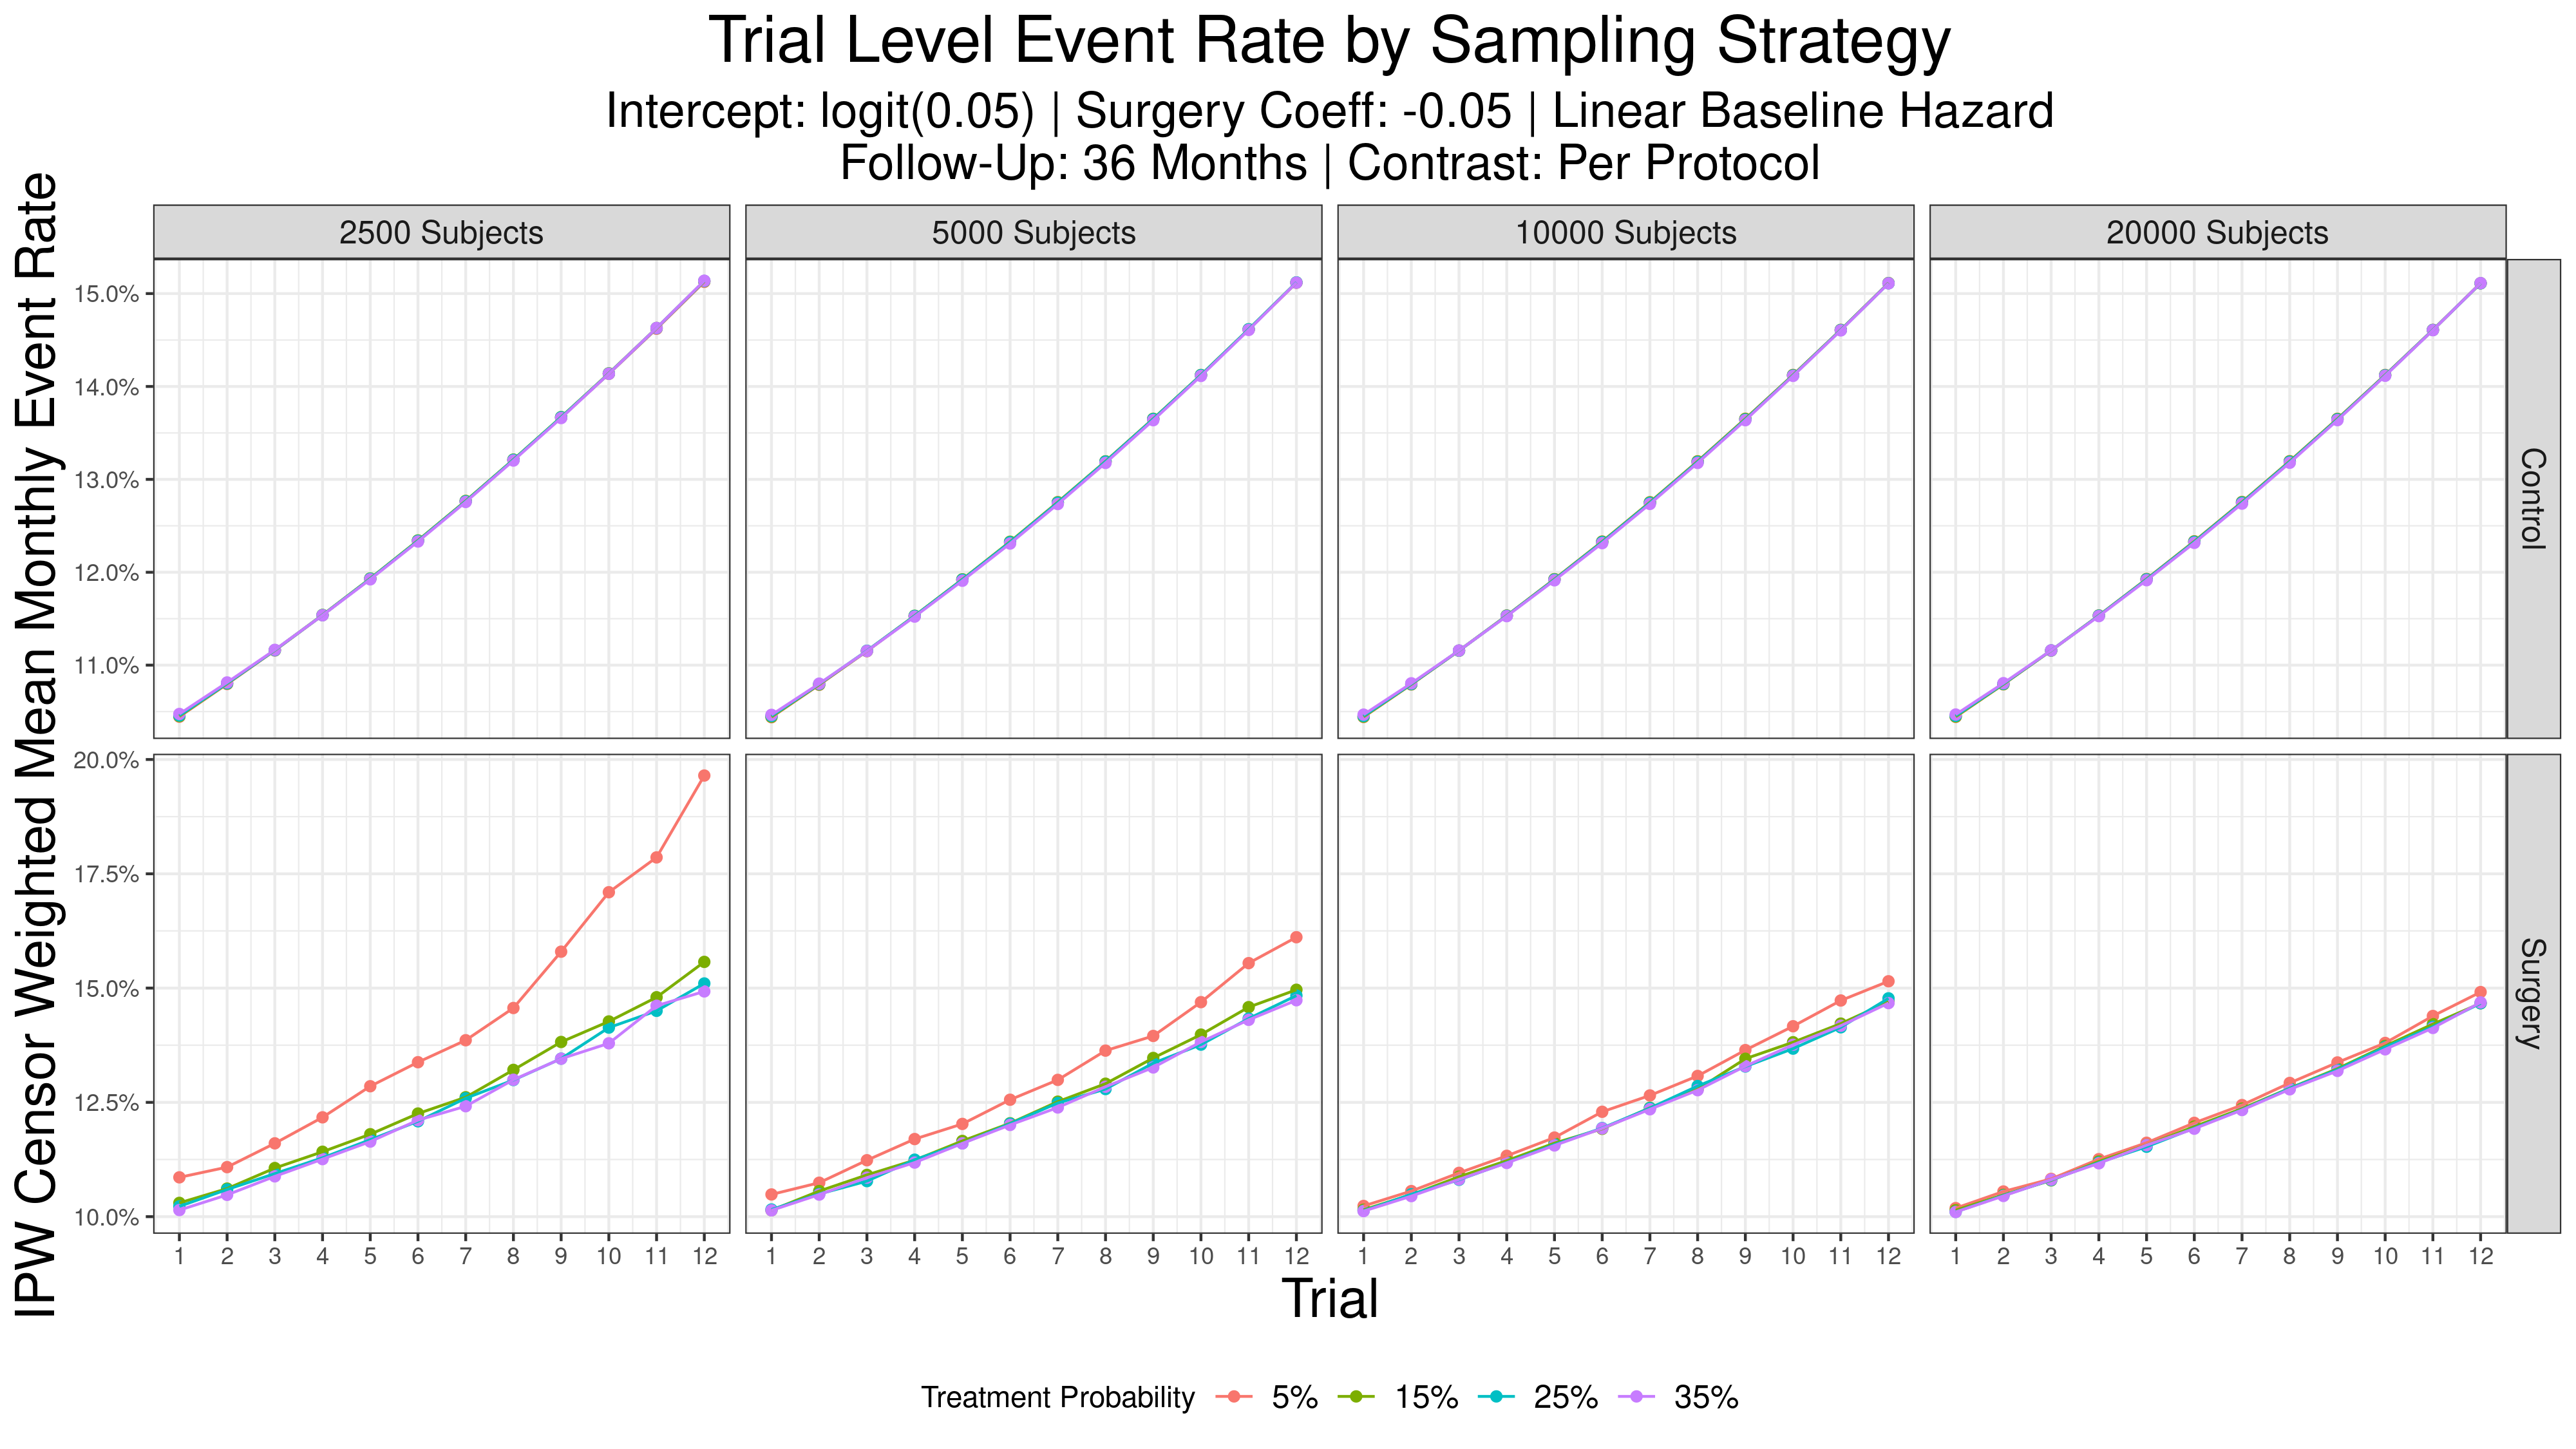 Trial Level Event Rate by Sampling Strategy
Intercept: logit(0.05) | Surgery Coeff: -0.05 | Linear Baseline Hazard
Follow-Up: 36 Months | Contrast: Per Protocol
IPW Censor Weighted Mean Monthly Event Rate
2500 Subjects
5000 Subjects
10000 Subjects
20000 Subjects
15.0%
14.0%
13.0%
12.0%
11.0%
Control
20.0%
17.5%
15.0%
12.5%
10.0%
Surgery
1 2 3 4 5 6 7 8 9 10 11 12
1 2 3 4 5 6 7 8 9 10 11 12
1 2 3 4 5 6 7 8 9 10 11 12
1 2 3 4 5 6 7 8 9 10 11 12
Trial
Treatment Probability 5% 15% 25% 35%